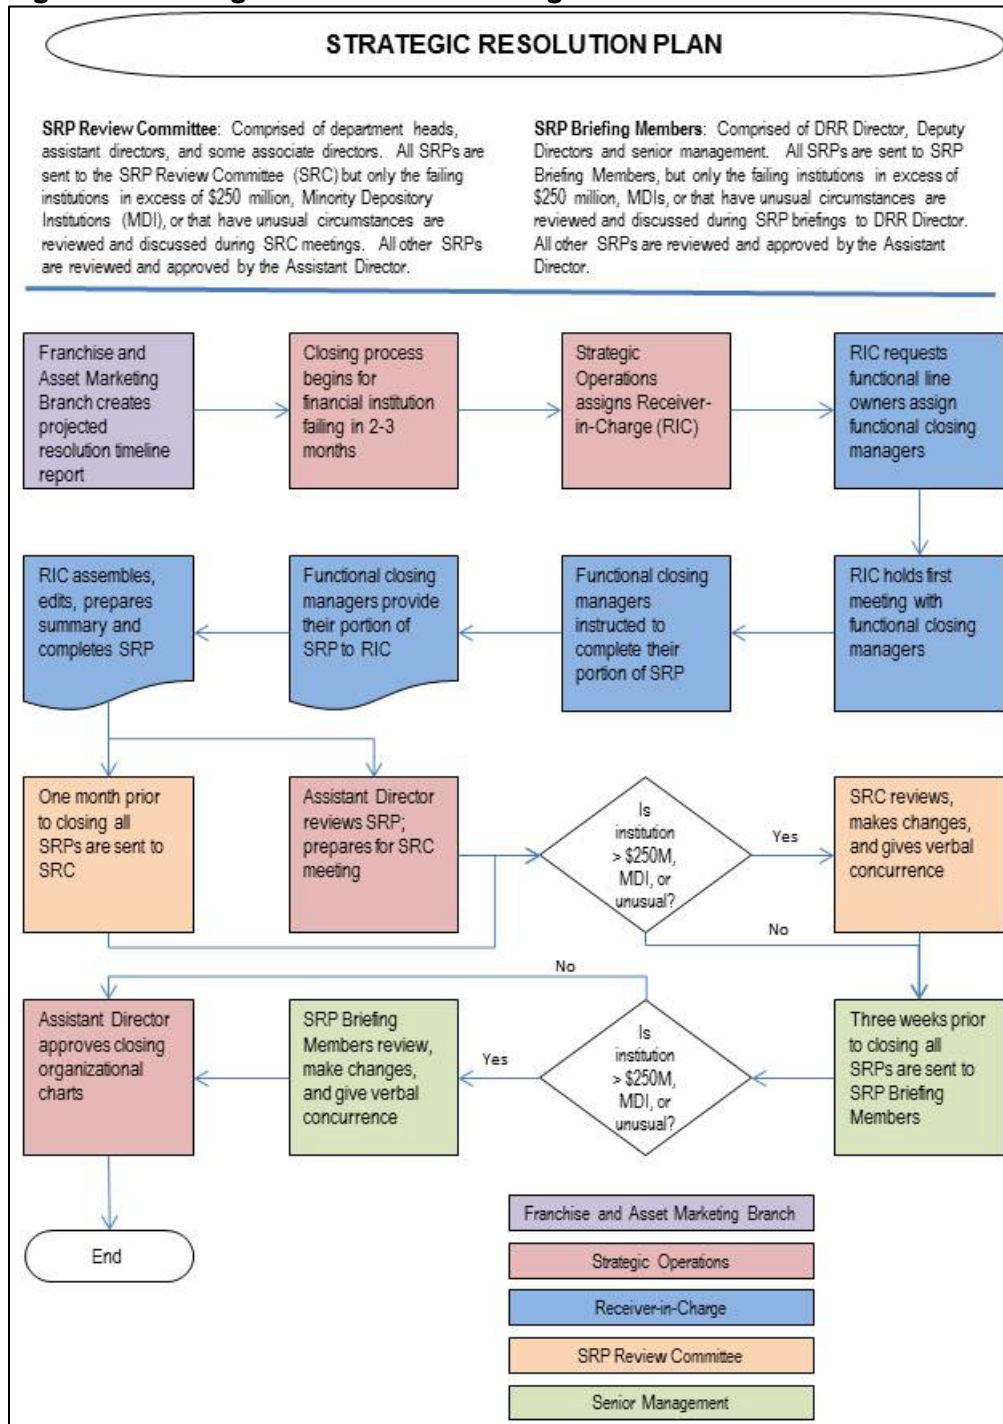 STRATEGIC RESOLUTION PLAN
SRP Review Committee: Comprised of department heads,
assistant directors, and some associate directors. All SRPs are
sent to the SRP Review Committee (SRC) but only the failing
institutions in excess of $250 million, Minority Depository
Institutions (MDI), or that have unusual circumstances are
reviewed and discussed during SRC meetings. All other SRPs
are reviewed and approved by the Assistant Director.
SRP Briefing Members: Comprised of DRR Director, Deputy
Directors and senior management. All SRPs are sent to SRP
Briefing Members, but only the failing institutions in excess of
$250 million, MDIs, or that have unusual circumstances are
reviewed and discussed during SRP briefings to DRR Director.
All other SRPs are reviewed and approved by the Assistant
Director.
Franchise and
Asset Marketing
Branch creates
projected
resolution timeline
report
Closing process
begins for
financial institution
failing in 2-3
months
Strategic
Operations
assigns Receiver-
in-Charge (RIC)
RIC requests
functional line
owners assign
functional closing
managers
RIC assembles,
edits, prepares
summary and
completes SRP
Functional closing
managers provide
their portion of
SRP to RIC
Functional closing
managers
instructed to
complete their
portion of SRP
RIC holds first
meeting with
functional closing
managers
One month prior
to closing all
SRPs are sent to
SRC
Assistant Director
reviews SRP;
prepares for SRC
meeting
Is
institution
> $250M,
MDI, or
unusual?
Yes
SRC reviews,
makes changes,
and gives verbal
concurrence
No
No
Assistant Director
approves closing
organizational
charts
SRP Briefing
Members review,
make changes,
and give verbal
concurrence
Yes
Is
institution
> $250M,
MDI, or
unusual?
Three weeks prior
to closing all
SRPs are sent to
SRP Briefing
Members
End
Franchise and Asset Marketing Branch
Strategic Operations
Receiver-in-Charge
SRP Review Committee
Senior Management